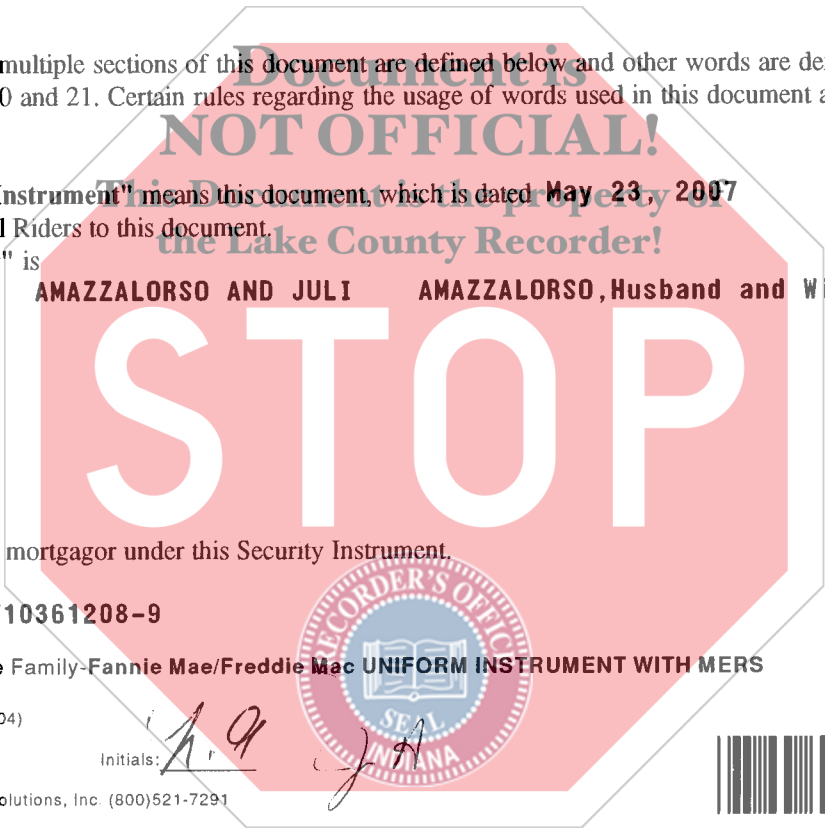 multiple sections of this document are defined below and other words are de
Document is
0 and 21. Certain rules regarding the usage of words used in this document a
NOT OFFICIAL!
Instrument" means this document, which is dated May 23, 2007
This Document is the property of
l Riders to this document.
the Lake County Recorder!
" is
AMAZZALORSO AND JULI AMAZZALORSO, Husband and Wi
STOP
mortgagor under this Security Instrument.
10361208-9
RECORDER'S OFFICE
SEAL
INDIANA
e Family-Fannie Mae/Freddie Mac UNIFORM INSTRUMENT WITH MERS
04)
Initials:
J A
olutions, Inc. (800)521-7291